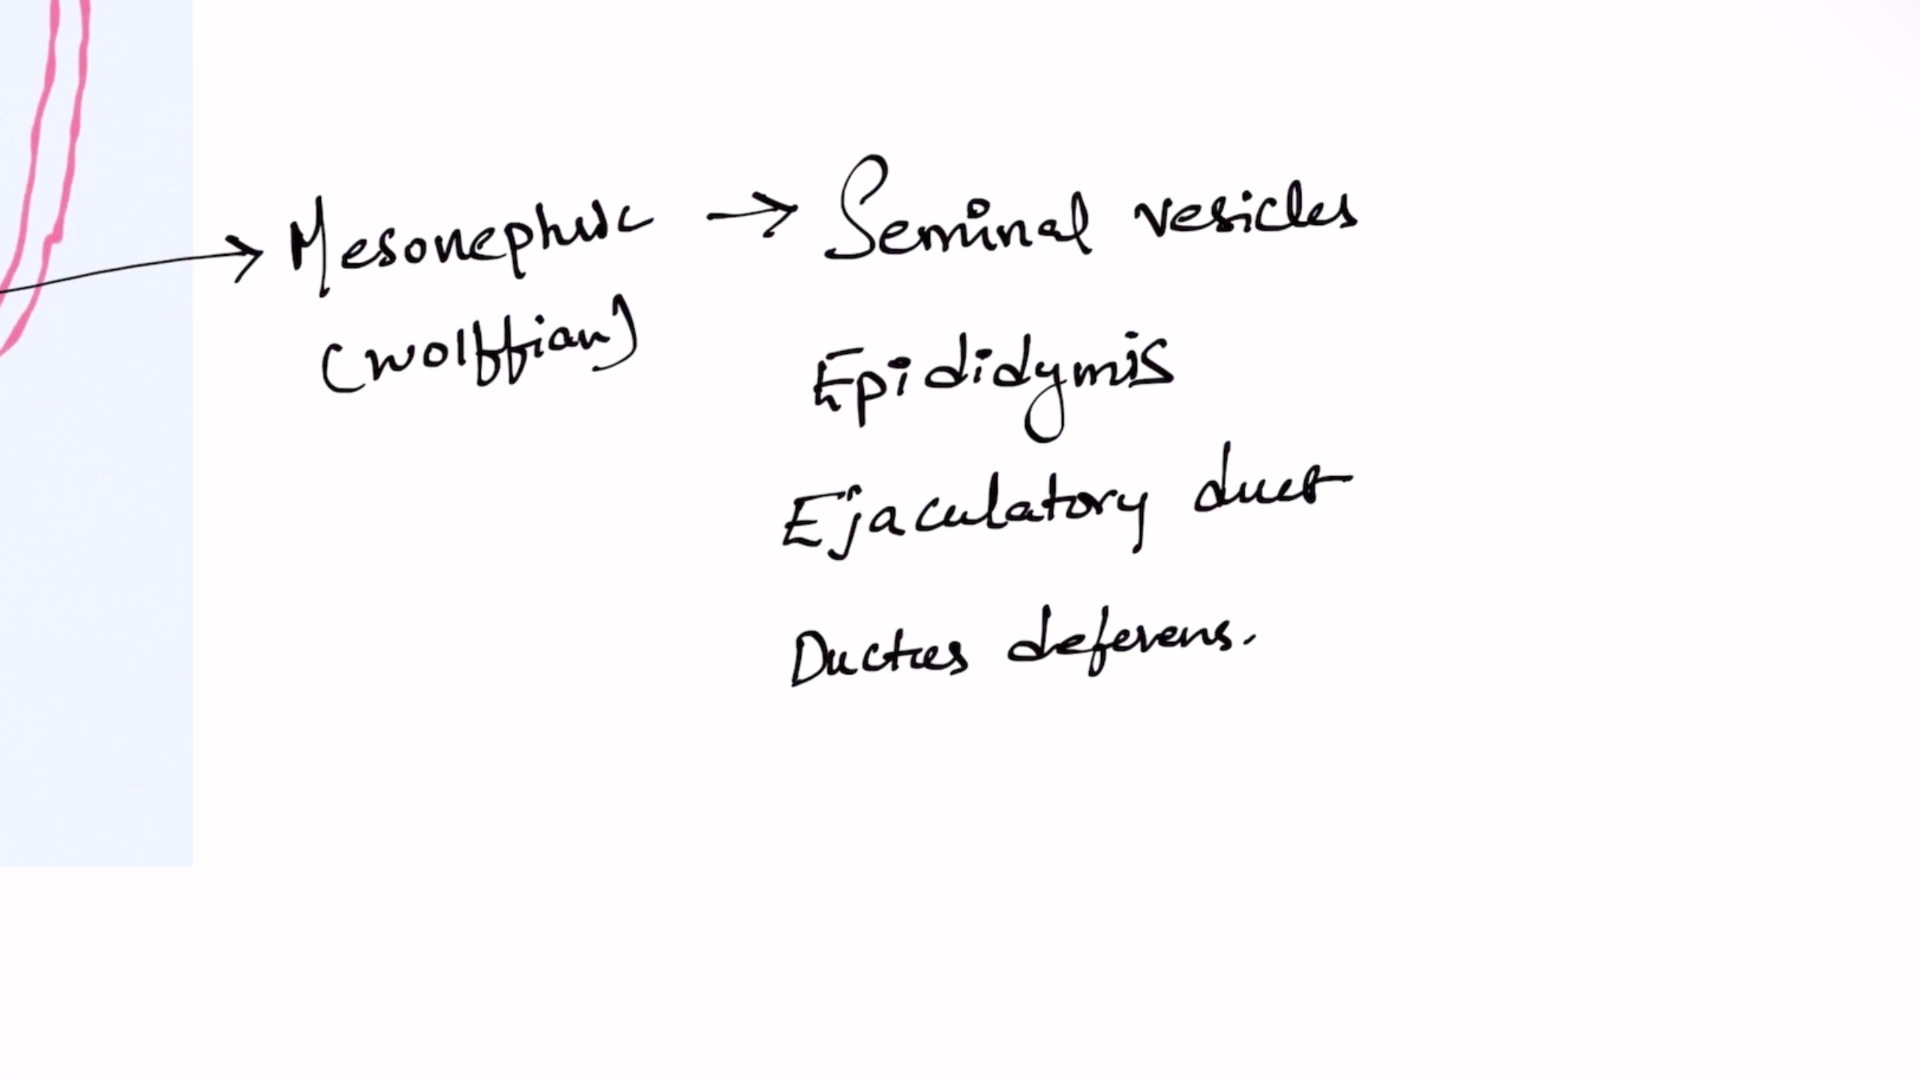 Mesonephric → Seminal vesicles
(Wolffian)
Epididymis
Ejaculatory duct
Ductus deferens.